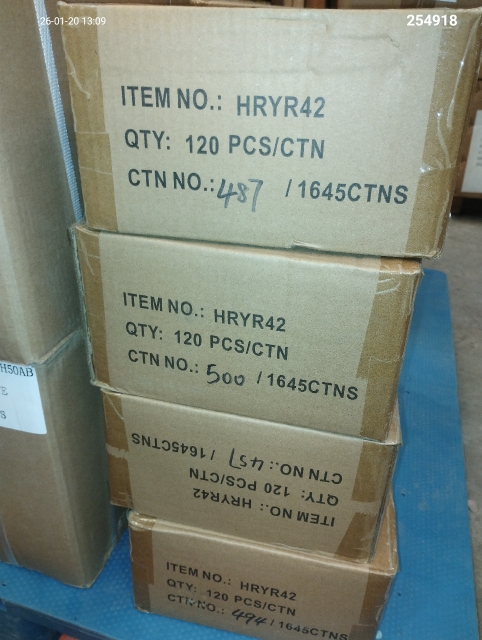 26-01-20 13:09
254918
ITEM NO.: HRYR42
QTY: 120 PCS/CTN
CTN NO.: 487 / 1645CTNS
ITEM NO.: HRYR42
QTY: 120 PCS/CTN
CTN NO.: 500 / 1645CTNS
H50AB
E
S
ITEM NO.: HRYR42
QTY: 120 PCS/CTN
CTN NO.: 457 / 1645CTNS
ITEM NO.: HRYR42
QTY: 120 PCS/CTN
CTN NO.: 494 / 1645CTNS